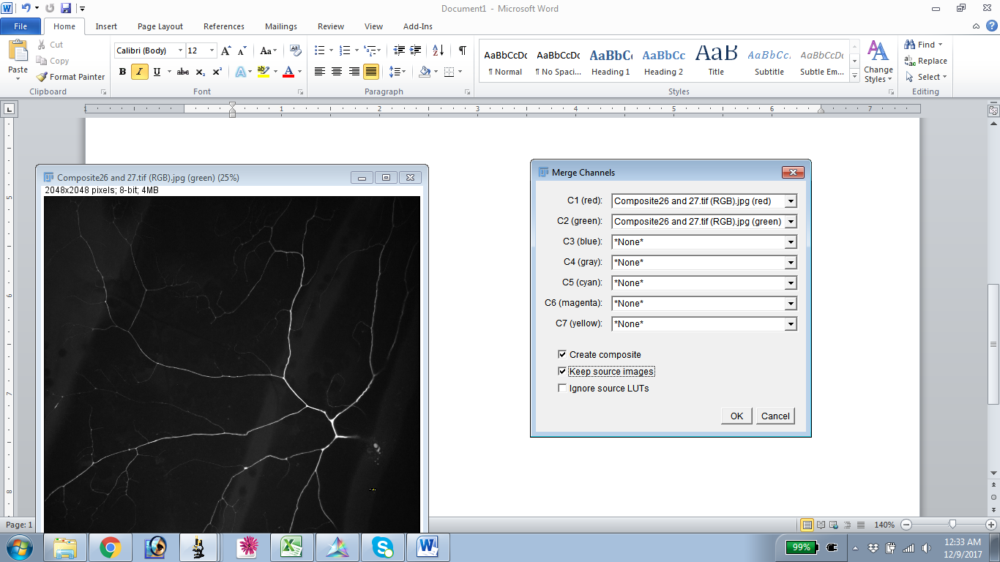 Document1 - Microsoft Word
File Home Insert Page Layout References Mailings Review View Add-Ins
Paste
Cut
Copy
Format Painter
Clipboard
Calibri (Body) 12
Font
Paragraph
AaBbCcDc AaBbCcDc AaBbC AaBbCc AaB AaBbCc. AaBbCcDc
¶ Normal ¶ No Spaci... Heading 1 Heading 2 Title Subtitle Subtle Em...
Styles
Change
Styles
Find
Replace
Select
Editing
1 1 2 3 4 5 6 7
5
6
7
8
Composite26 and 27.tif (RGB).jpg (green) (25%)
2048x2048 pixels; 8-bit; 4MB
Merge Channels
C1 (red): Composite26 and 27.tif (RGB).jpg (red)
C2 (green): Composite26 and 27.tif (RGB).jpg (green)
C3 (blue): *None*
C4 (gray): *None*
C5 (cyan): *None*
C6 (magenta): *None*
C7 (yellow): *None*
Create composite
Keep source images
Ignore source LUTs
OK Cancel
Page: 1
140%
99%
12:33 AM
12/9/2017